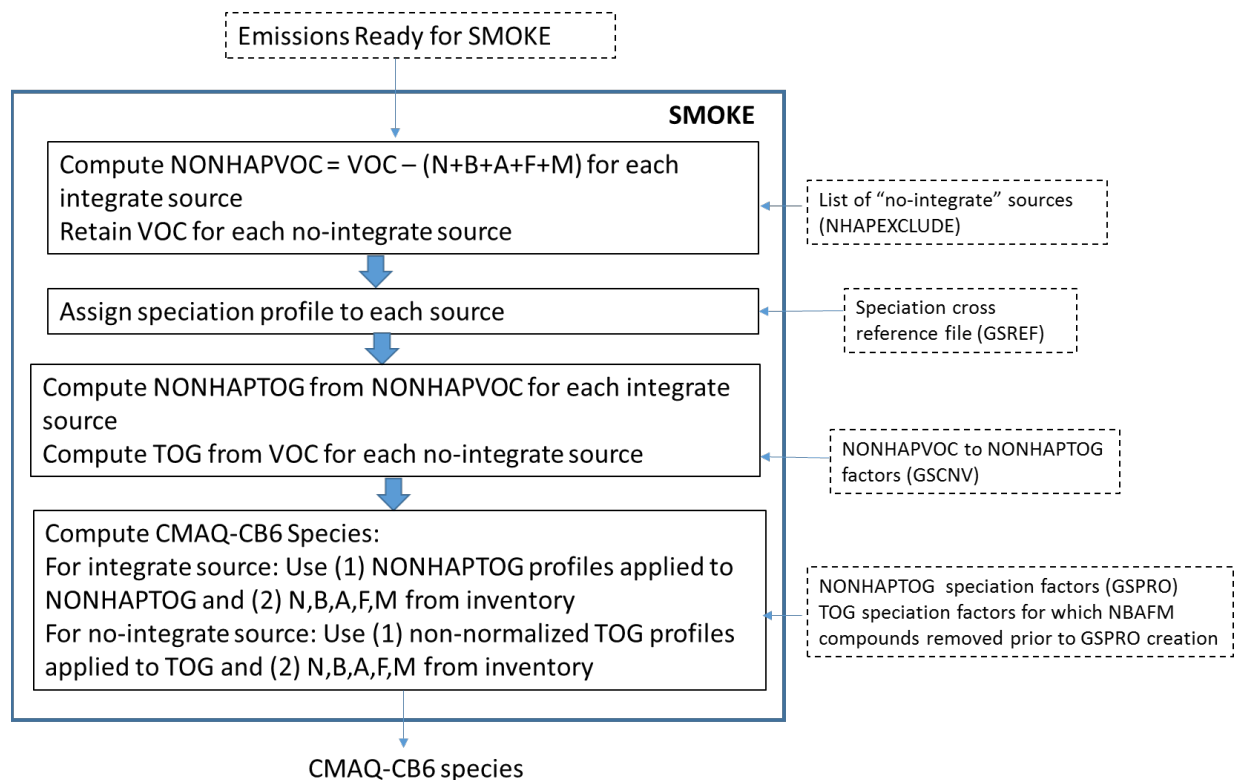 Emissions Ready for SMOKE
SMOKE
Compute NONHAPVOC = VOC – (N+B+A+F+M) for each
integrate source
Retain VOC for each no-integrate source
List of “no-integrate” sources
(NHAPEXCLUDE)
Assign speciation profile to each source
Speciation cross
reference file (GSREF)
Compute NONHAPTOG from NONHAPVOC for each integrate
source
Compute TOG from VOC for each no-integrate source
NONHAPVOC to NONHAPTOG
factors (GSCNV)
Compute CMAQ-CB6 Species:
For integrate source: Use (1) NONHAPTOG profiles applied to
NONHAPTOG and (2) N,B,A,F,M from inventory
For no-integrate source: Use (1) non-normalized TOG profiles
applied to TOG and (2) N,B,A,F,M from inventory
NONHAPTOG speciation factors (GSPRO)
TOG speciation factors for which NBAFM
compounds removed prior to GSPRO creation
CMAQ-CB6 species